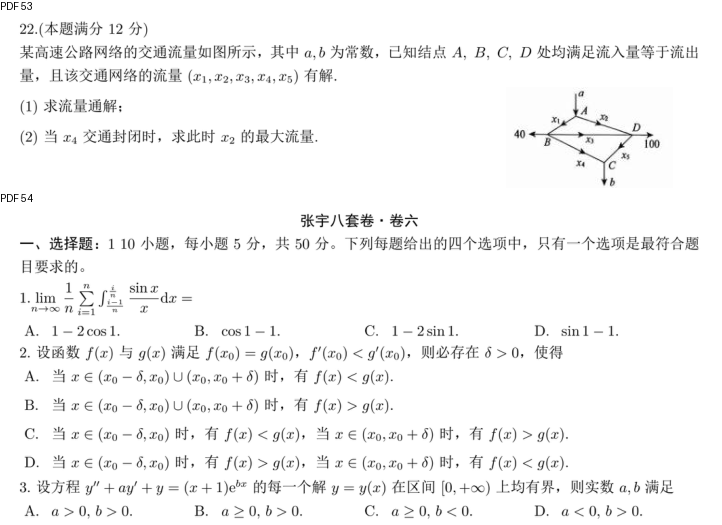 PDF 53
22.(本题满分 12 分)
某高速公路网络的交通流量如图所示，其中 a, b 为常数，已知结点 A, B, C, D 处均满足流入量等于流出
量，且该交通网络的流量 (x₁, x₂, x₃, x₄, x₅) 有解.
(1) 求流量通解；
(2) 当 x₄ 交通封闭时，求此时 x₂ 的最大流量.
a
A
x₁ x₂
40 B x₃ D 100
x₄ C x₅
b
PDF 54
张宇八套卷·卷六
一、选择题：1 10 小题，每小题 5 分，共 50 分。下列每题给出的四个选项中，只有一个选项是最符合题
目要求的。
1. lim_{n→∞} 1/n ∑_{i=1}^{n} ∫_{(i−1)/n}^{i/n} (sin x)/x dx =
A. 1 − 2 cos 1. B. cos 1 − 1. C. 1 − 2 sin 1. D. sin 1 − 1.
2. 设函数 f(x) 与 g(x) 满足 f(x₀) = g(x₀)，f′(x₀) < g′(x₀)，则必存在 δ > 0，使得
A. 当 x ∈ (x₀ − δ, x₀) ∪ (x₀, x₀ + δ) 时，有 f(x) < g(x).
B. 当 x ∈ (x₀ − δ, x₀) ∪ (x₀, x₀ + δ) 时，有 f(x) > g(x).
C. 当 x ∈ (x₀ − δ, x₀) 时，有 f(x) < g(x)，当 x ∈ (x₀, x₀ + δ) 时，有 f(x) > g(x).
D. 当 x ∈ (x₀ − δ, x₀) 时，有 f(x) > g(x)，当 x ∈ (x₀, x₀ + δ) 时，有 f(x) < g(x).
3. 设方程 y″ + ay′ + y = (x + 1)e^{bx} 的每一个解 y = y(x) 在区间 [0, +∞) 上均有界，则实数 a, b 满足
A. a > 0, b > 0. B. a ≥ 0, b > 0. C. a ≥ 0, b < 0. D. a < 0, b > 0.